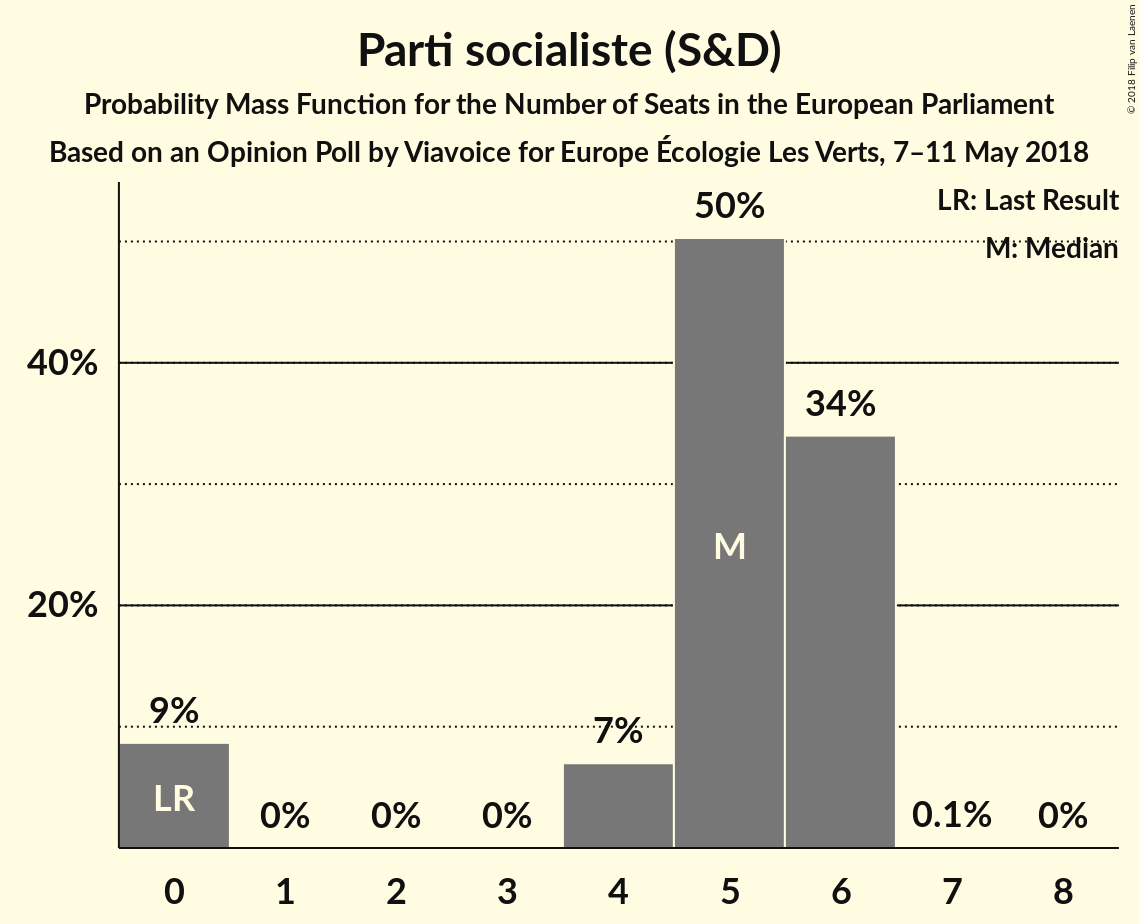 Parti socialiste (S&D)
Probability Mass Function for the Number of Seats in the European Parliament
Based on an Opinion Poll by Viavoice for Europe Écologie Les Verts, 7–11 May 2018
© 2018 Filip van Laenen
LR: Last Result
M: Median
50%
40%
34%
M
20%
9%
7%
LR
0%
0%
0%
0.1%
0%
0 1 2 3 4 5 6 7 8